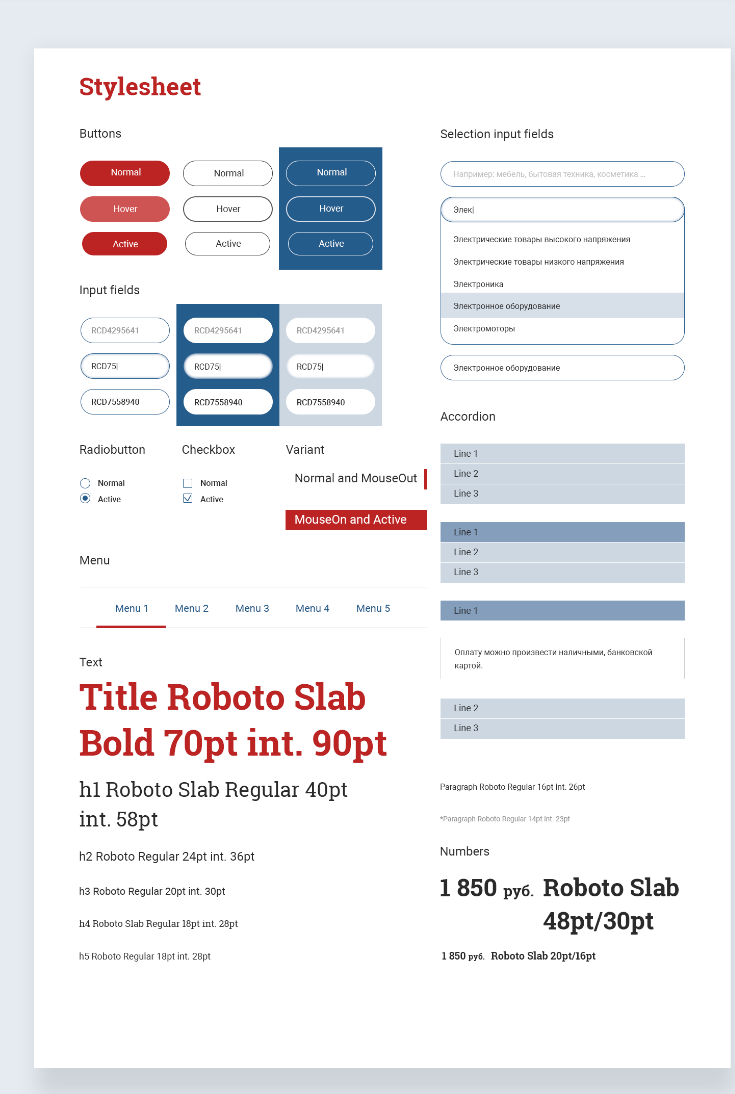 Stylesheet
Buttons
Normal
Normal
Normal
Hover
Hover
Hover
Active
Active
Active
Input fields
RCD4295641
RCD4295641
RCD4295641
RCD75
RCD75
RCD75
RCD7558940
RCD7558940
RCD7558940
Radiobutton
Normal
Active
Checkbox
Normal
Active
Variant
Normal and MouseOut
MouseOn and Active
Menu
Menu 1
Menu 2
Menu 3
Menu 4
Menu 5
Text
Title Roboto Slab
Bold 70pt int. 90pt
h1 Roboto Slab Regular 40pt
int. 58pt
h2 Roboto Regular 24pt int. 36pt
h3 Roboto Regular 20pt int. 30pt
h4 Roboto Slab Regular 18pt int. 28pt
h5 Roboto Regular 18pt int. 28pt
Selection input fields
Например: мебель, бытовая техника, косметика ...
Элек
Электрические товары высокого напряжения
Электрические товары низкого напряжения
Электроника
Электронное оборудование
Электромоторы
Электронное оборудование
Accordion
Line 1
Line 2
Line 3
Line 1
Line 2
Line 3
Line 1
Оплату можно произвести наличными, банковской
картой.
Line 2
Line 3
Paragraph Roboto Regular 16pt int. 26pt
*Paragraph Roboto Regular 14pt int. 23pt
Numbers
1 850 руб. Roboto Slab
48pt/30pt
1 850 руб. Roboto Slab 20pt/16pt